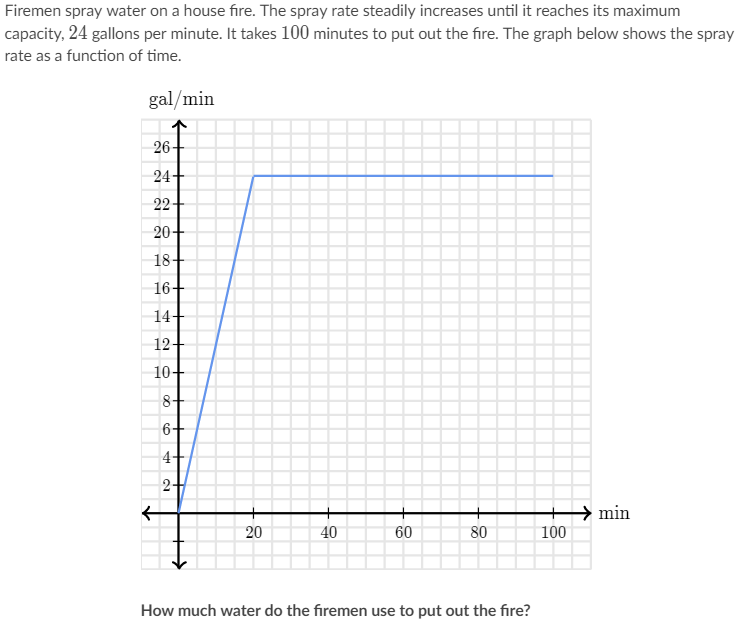 Firemen spray water on a house fire. The spray rate steadily increases until it reaches its maximum
capacity, 24 gallons per minute. It takes 100 minutes to put out the fire. The graph below shows the spray
rate as a function of time.
gal/min
26
24
22
20
18
16
14
12
10
8
6
4
2
min
20 40 60 80 100
How much water do the firemen use to put out the fire?